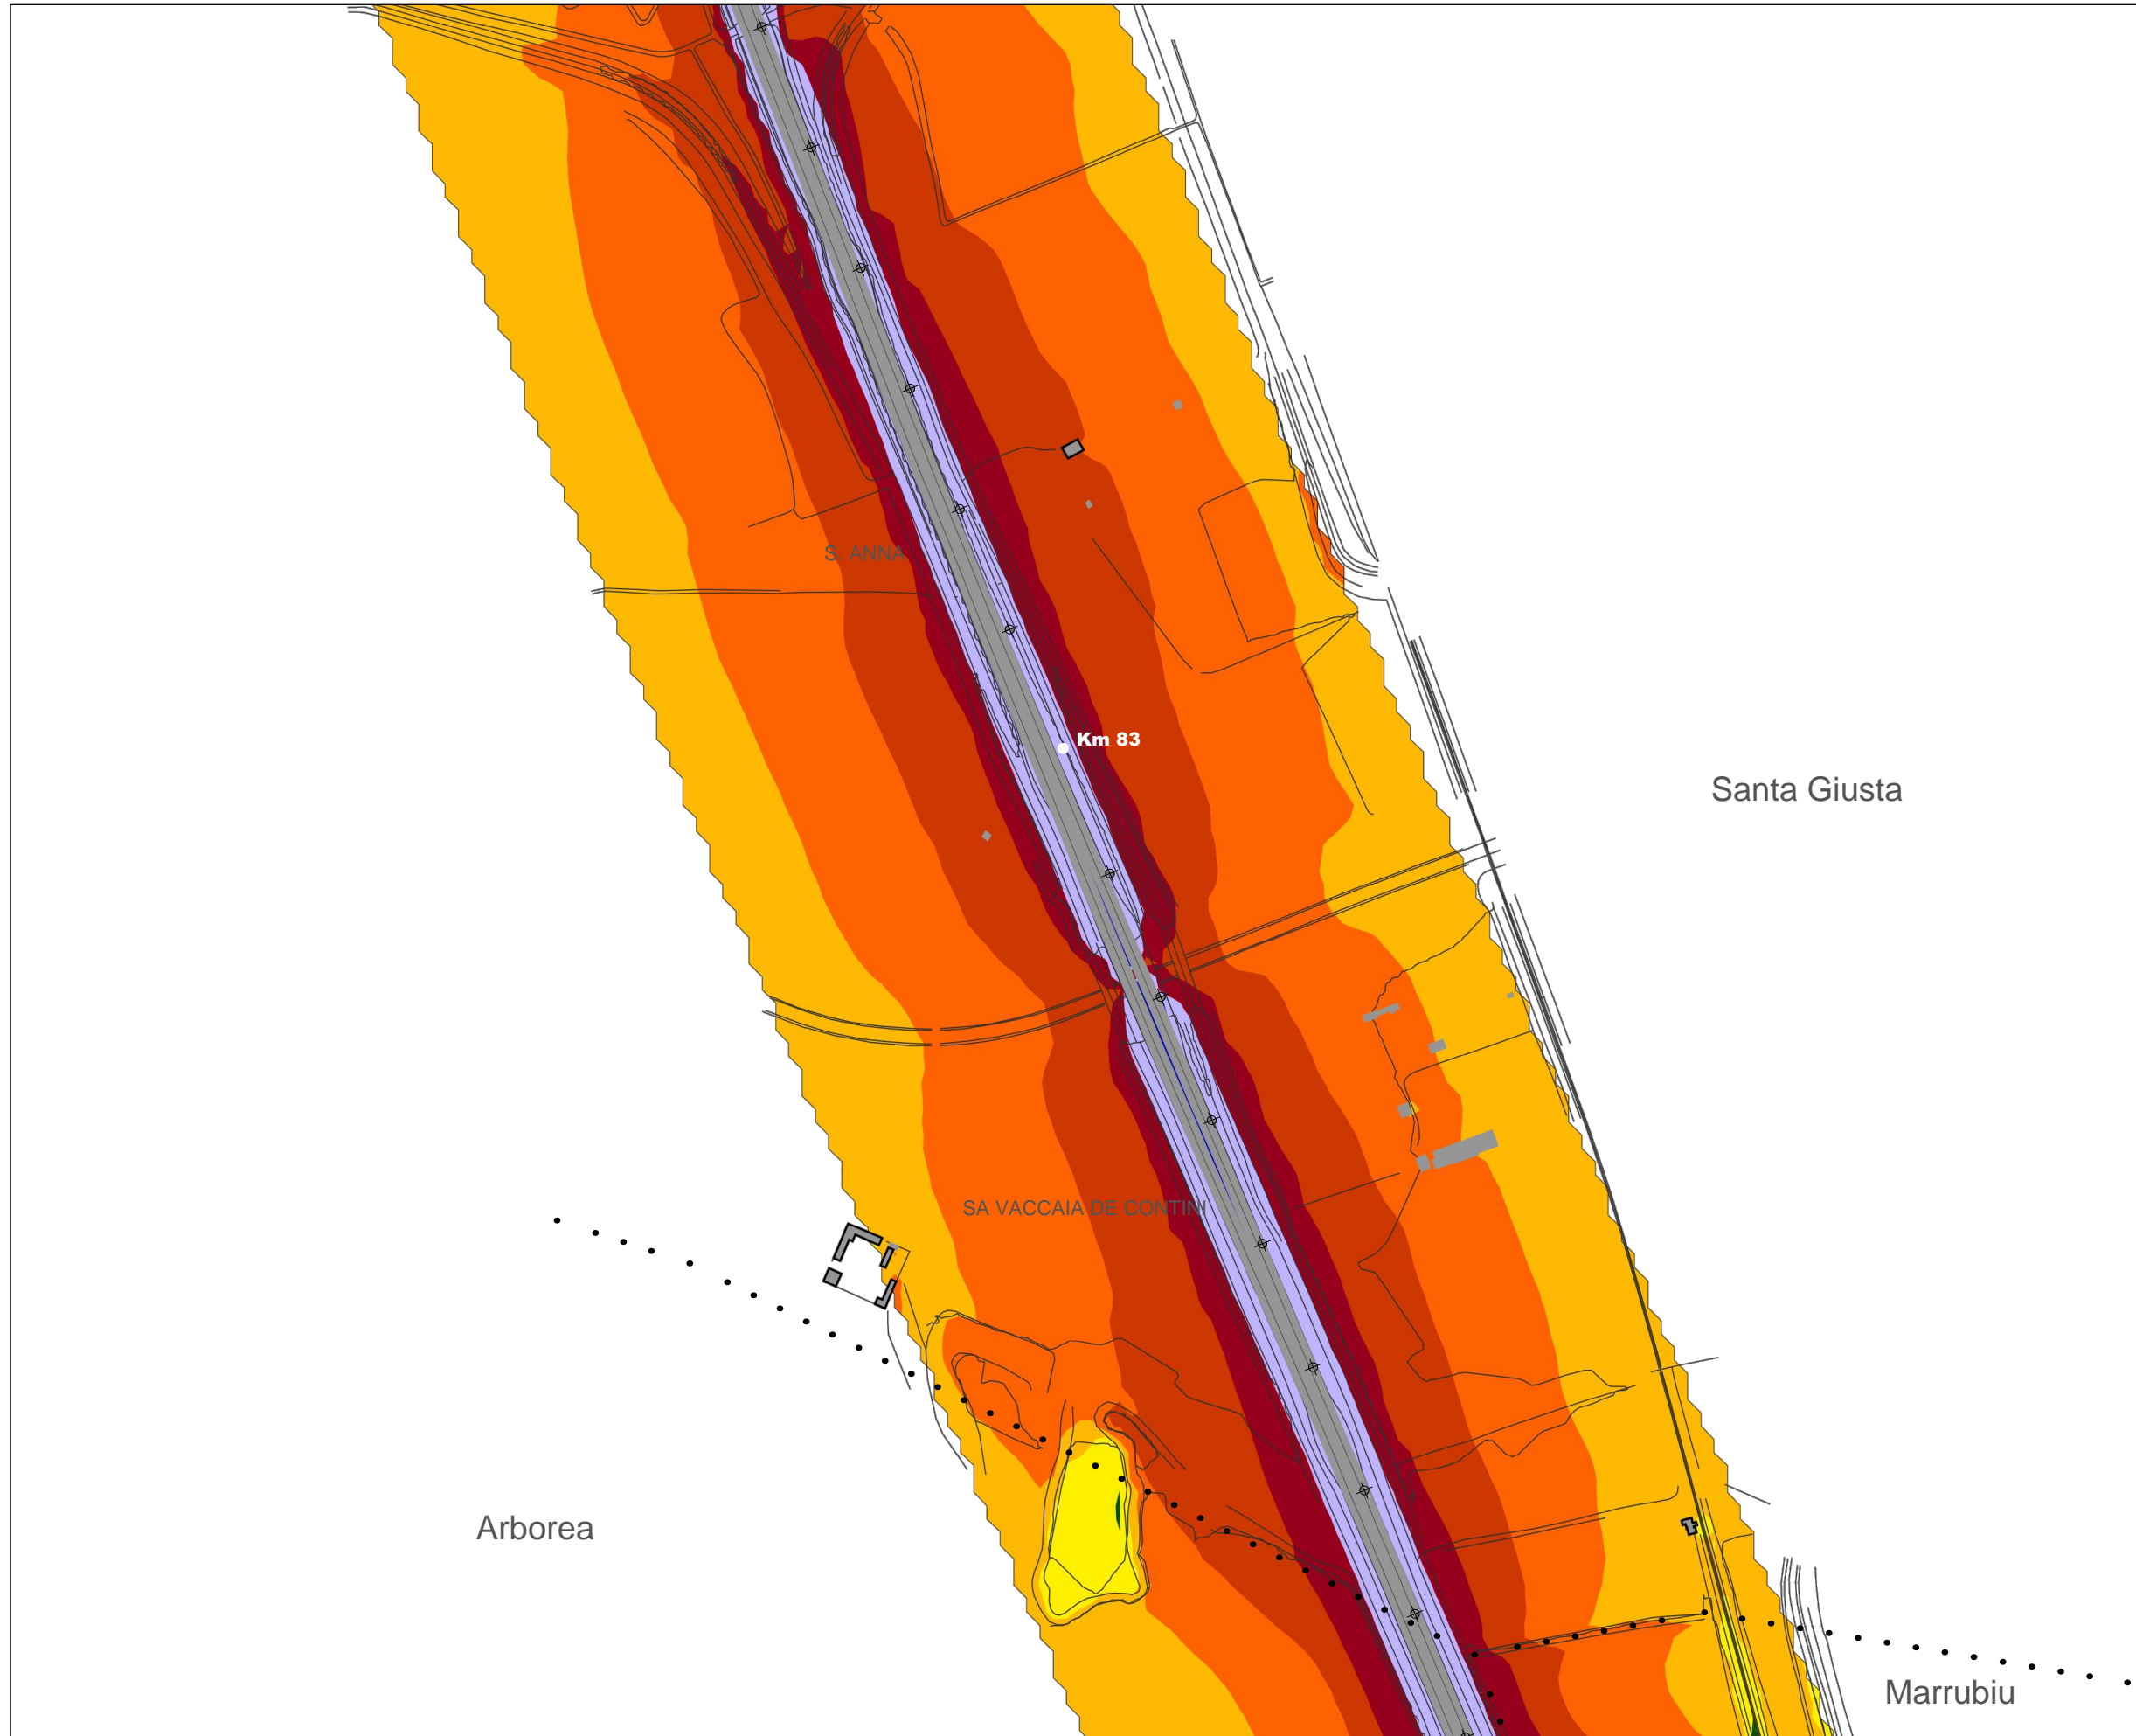 S. ANNA
Km 83
Santa Giusta
SA VACCAIA DE CONTINI
Arborea
Marrubiu